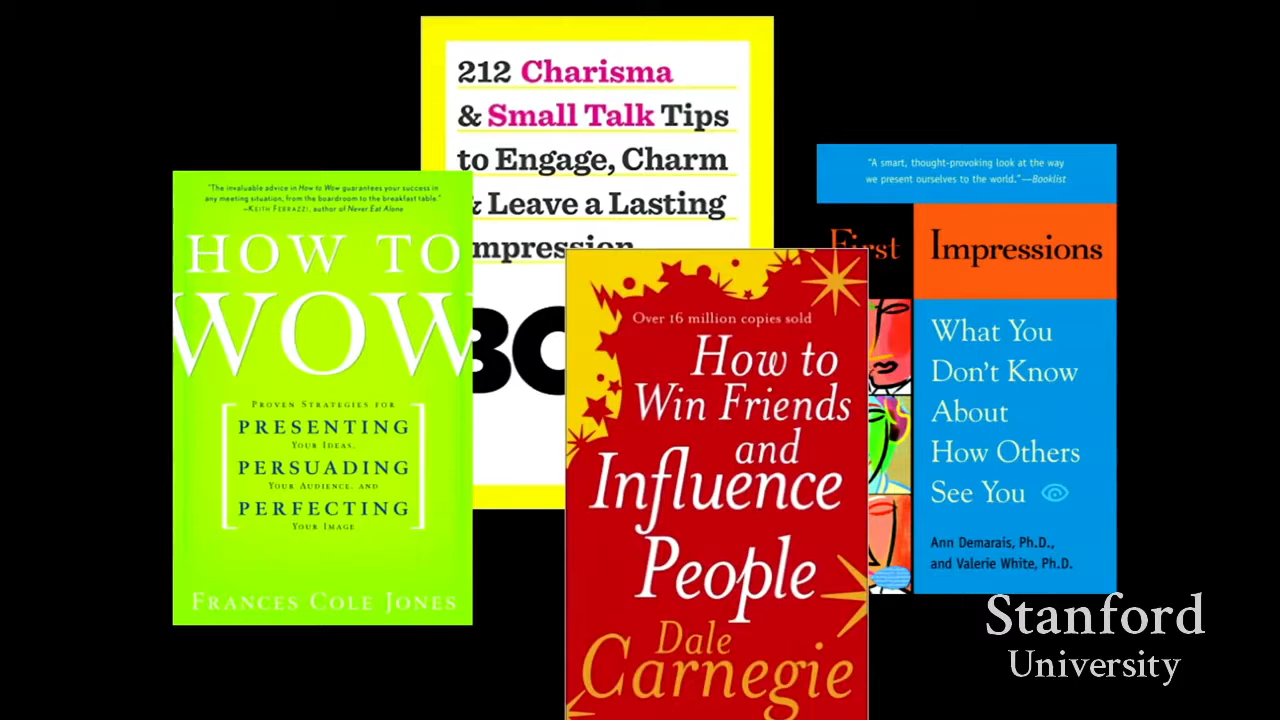 212 Charisma
& Small Talk Tips
to Engage, Charm
& Leave a Lasting
Impression
"The invaluable advice in How to Wow guarantees your success in
any meeting situation, from the boardroom to the breakfast table."
—Keith Ferrazzi, author of Never Eat Alone
HOW TO
WOW
Proven Strategies for
PRESENTING
Your Ideas,
PERSUADING
Your Audience, and
PERFECTING
Your Image
Frances Cole Jones
Over 16 million copies sold
How to
Win Friends
and
Influence
People
Dale
Carnegie
"A smart, thought-provoking look at the way
we present ourselves to the world."—Booklist
First Impressions
What You
Don't Know
About
How Others
See You
Ann Demarais, Ph.D.,
and Valerie White, Ph.D.
Stanford
University